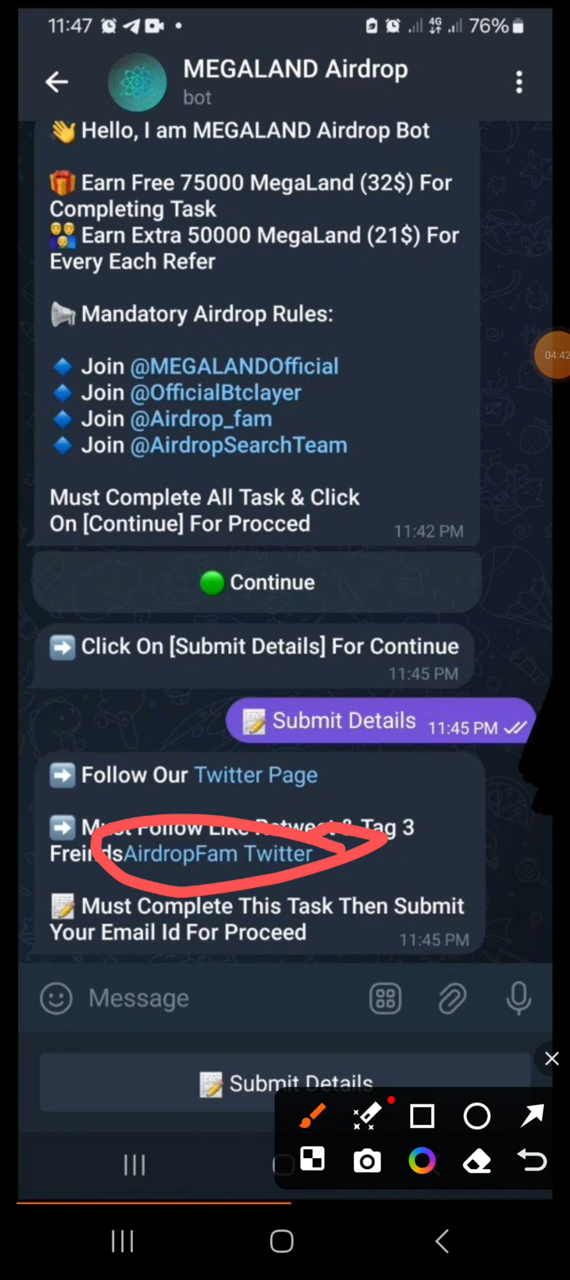 11:47
4G 76%
MEGALAND Airdrop
bot
👋 Hello, I am MEGALAND Airdrop Bot
🎁 Earn Free 75000 MegaLand (32$) For
Completing Task
Earn Extra 50000 MegaLand (21$) For
Every Each Refer
📢 Mandatory Airdrop Rules:
🔹 Join @MEGALANDOfficial
🔹 Join @OfficialBtclayer
🔹 Join @Airdrop_fam
🔹 Join @AirdropSearchTeam
Must Complete All Task & Click
On [Continue] For Procced
11:42 PM
🟢 Continue
➡️ Click On [Submit Details] For Continue
11:45 PM
📝 Submit Details 11:45 PM
➡️ Follow Our Twitter Page
➡️ Must Follow Like Retweet & Tag 3
FreindsAirdropFam Twitter
📝 Must Complete This Task Then Submit
Your Email Id For Proceed
11:45 PM
Message
📝 Submit Details
04:42